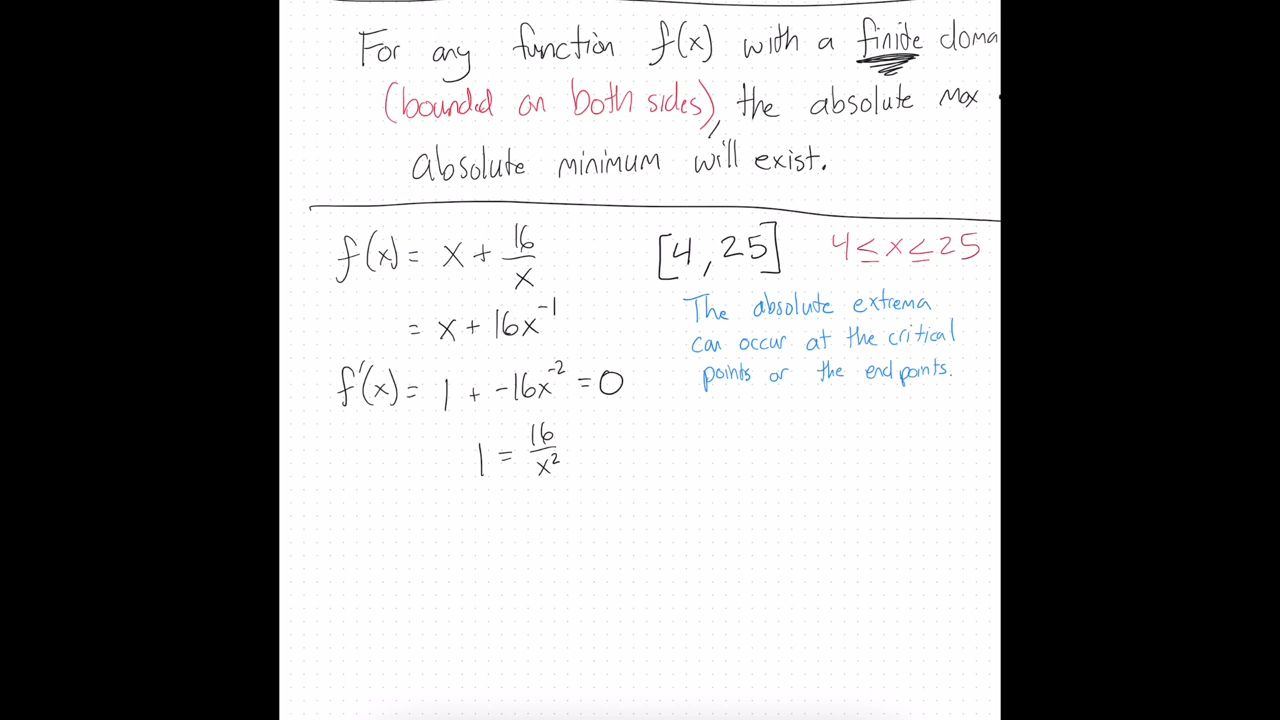 For any function f(x) with a finite doma
(bounded on both sides), the absolute max
absolute minimum will exist.
f(x) = x + 16/x
[4, 25] 4 ≤ x ≤ 25
= x + 16x⁻¹
The absolute extrema
can occur at the critical
points or the endpoints.
f'(x) = 1 + -16x⁻² = 0
1 = 16/x²